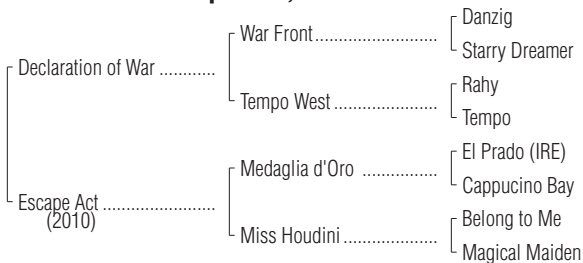 Danzig
War Front..............................
Starry Dreamer
Declaration of War ............
Rahy
Tempo West..........................
Tempo
El Prado (IRE)
Medaglia d'Oro ...................
Cappucino Bay
Escape Act ...........................
(2010)
Belong to Me
Miss Houdini........................
Magical Maiden